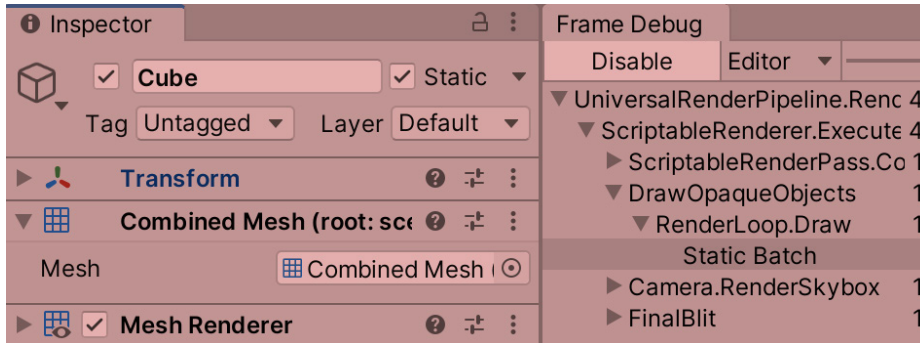 Inspector
Cube
Static
Tag Untagged Layer Default
Transform
Combined Mesh (root: sce
Mesh Combined Mesh (
Mesh Renderer
Frame Debug
Disable Editor
UniversalRenderPipeline.Renc 4
ScriptableRenderer.Execute 4
ScriptableRenderPass.Co 1
DrawOpaqueObjects 1
RenderLoop.Draw 1
Static Batch
Camera.RenderSkybox 1
FinalBlit 1